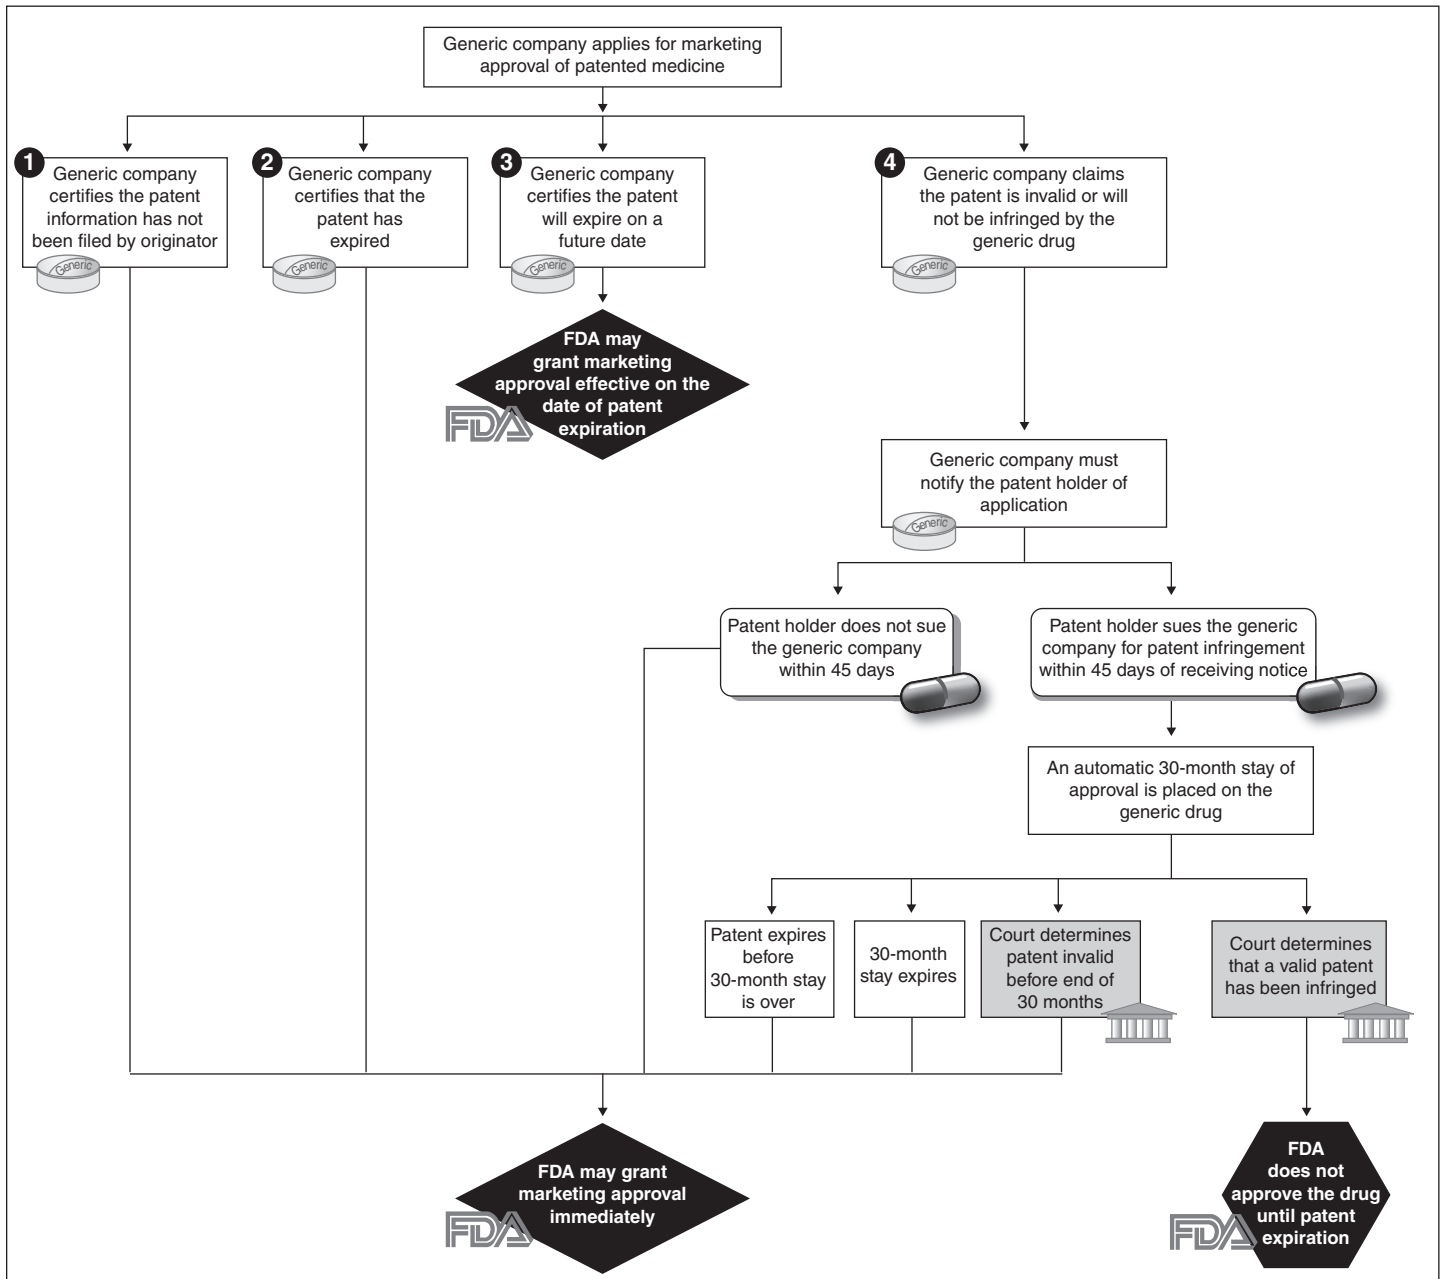 Generic company applies for marketing
approval of patented medicine
1
Generic company
certifies the patent
information has not
been filed by originator
Generic
2
Generic company
certifies that the
patent has
expired
Generic
3
Generic company
certifies the patent
will expire on a
future date
Generic
4
Generic company claims
the patent is invalid or will
not be infringed by the
generic drug
Generic
FDA may
grant marketing
approval effective on the
date of patent
expiration
FDA
Generic company must
notify the patent holder of
application
Generic
Patent holder does not sue
the generic company
within 45 days
Patent holder sues the generic
company for patent infringement
within 45 days of receiving notice
An automatic 30-month stay of
approval is placed on the
generic drug
Patent expires
before
30-month stay
is over
30-month
stay expires
Court determines
patent invalid
before end of
30 months
Court determines
that a valid patent
has been infringed
FDA may grant
marketing approval
immediately
FDA
FDA
does not
approve the drug
until patent
expiration
FDA